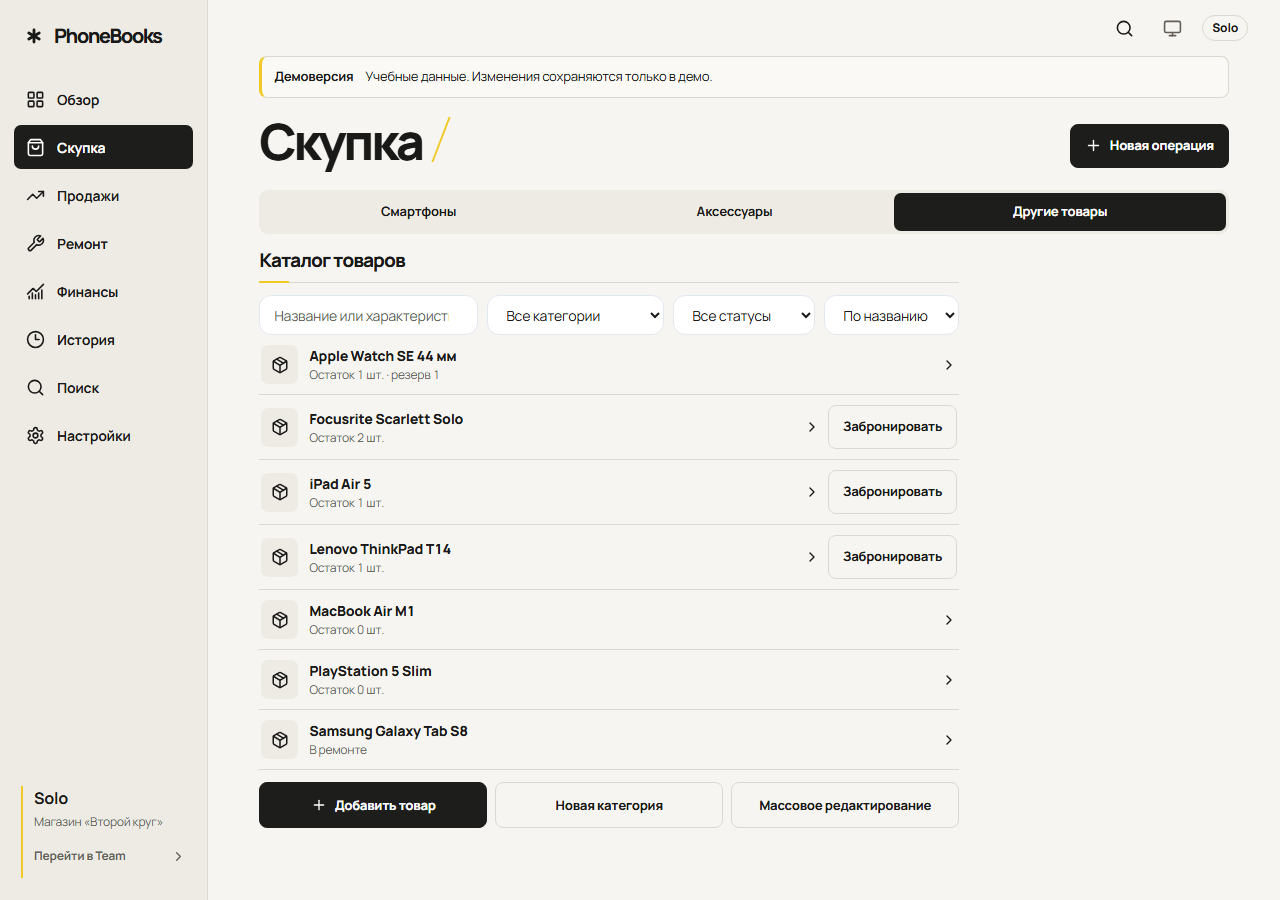 PhoneBooks
Обзор
Скупка
Продажи
Ремонт
Финансы
История
Поиск
Настройки
Solo
Магазин «Второй круг»
Перейти в Team
Solo
Демоверсия Учебные данные. Изменения сохраняются только в демо.
Скупка
Новая операция
Смартфоны
Аксессуары
Другие товары
Каталог товаров
Название или характерист
Все категории
Все статусы
По названию
Apple Watch SE 44 мм
Остаток 1 шт. · резерв 1
Focusrite Scarlett Solo
Остаток 2 шт.
Забронировать
iPad Air 5
Остаток 1 шт.
Забронировать
Lenovo ThinkPad T14
Остаток 1 шт.
Забронировать
MacBook Air M1
Остаток 0 шт.
PlayStation 5 Slim
Остаток 0 шт.
Samsung Galaxy Tab S8
В ремонте
Добавить товар
Новая категория
Массовое редактирование